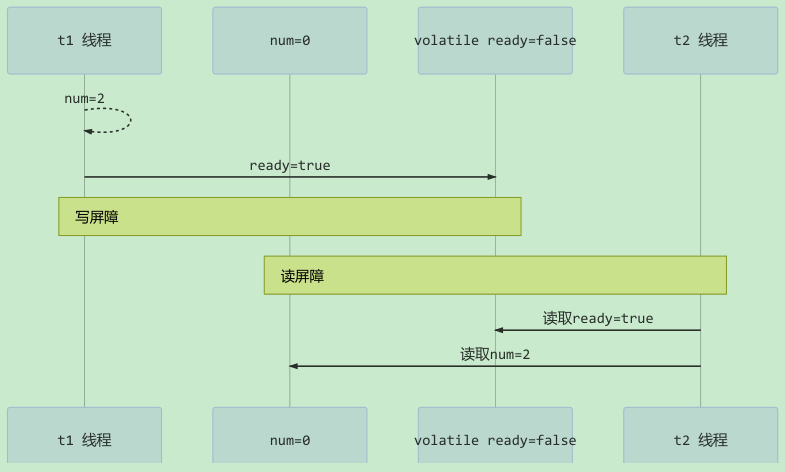 t1 线程
num=0
volatile ready=false
t2 线程
num=2
ready=true
写屏障
读屏障
读取ready=true
读取num=2
t1 线程
num=0
volatile ready=false
t2 线程